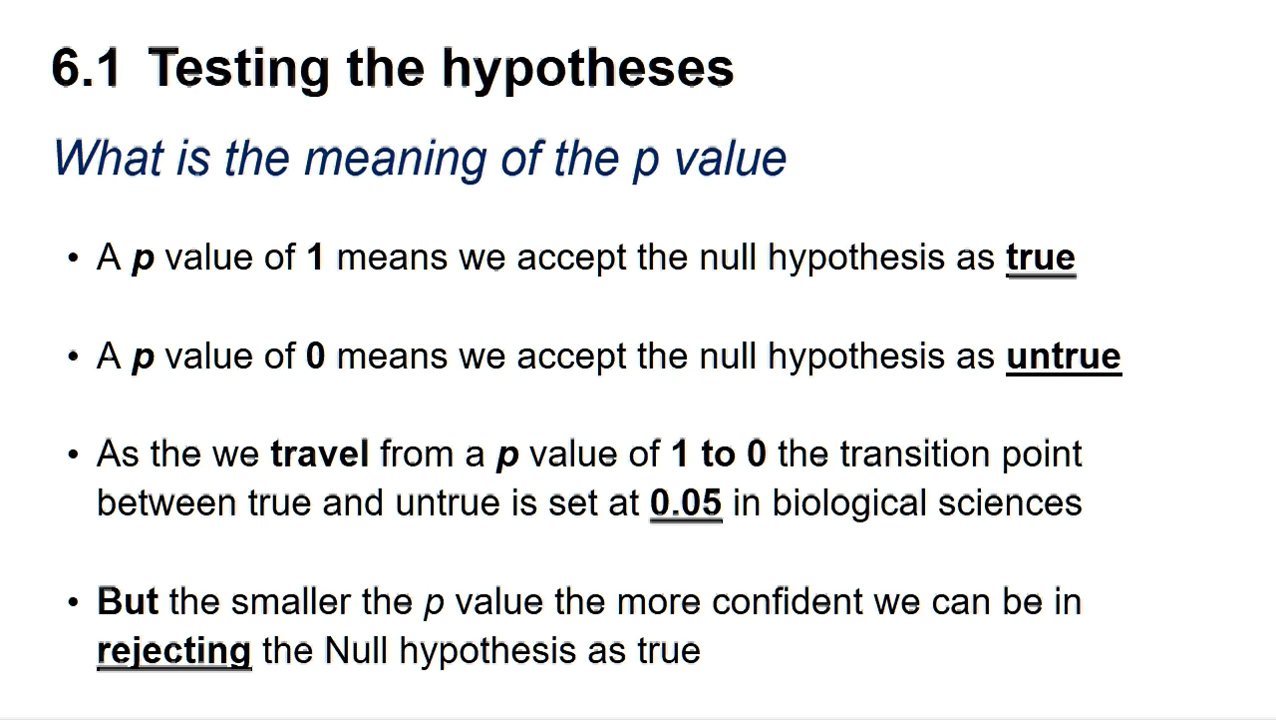 6.1 Testing the hypotheses
What is the meaning of the p value
• A p value of 1 means we accept the null hypothesis as true
• A p value of 0 means we accept the null hypothesis as untrue
• As the we travel from a p value of 1 to 0 the transition point
between true and untrue is set at 0.05 in biological sciences
• But the smaller the p value the more confident we can be in
rejecting the Null hypothesis as true